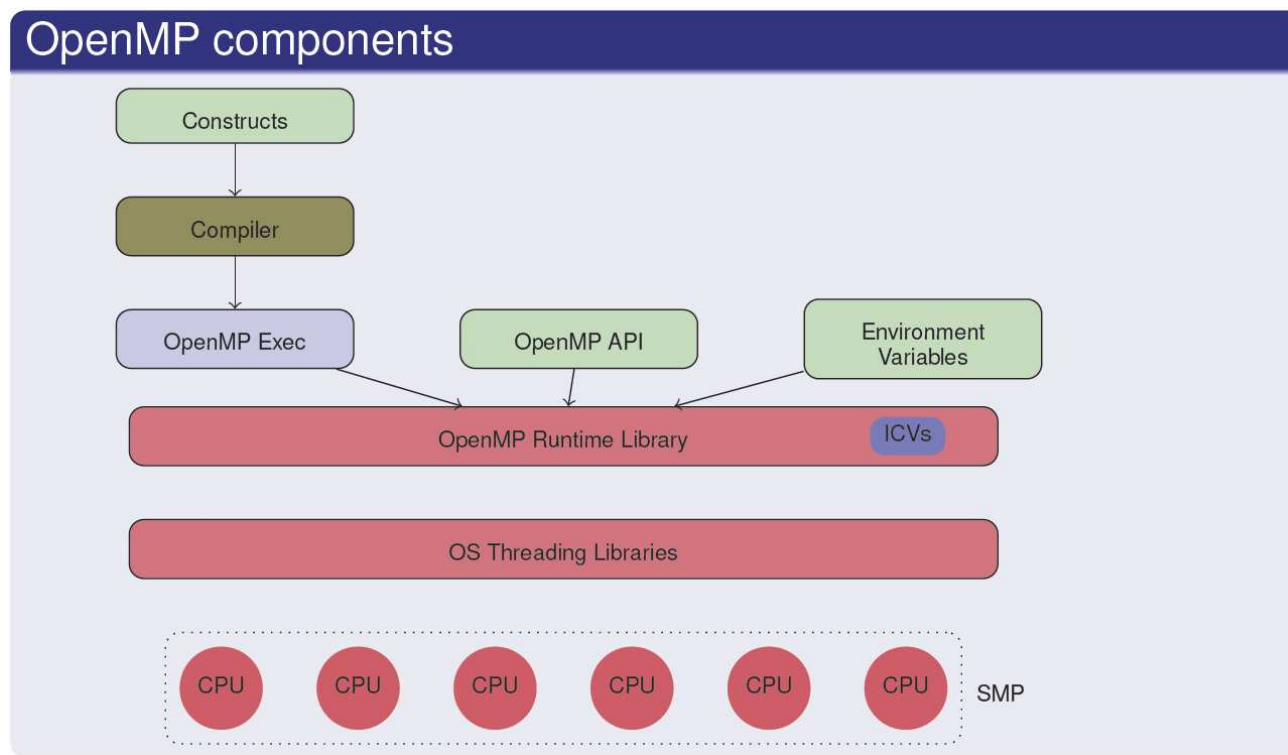 OpenMP components
Constructs
Compiler
OpenMP Exec
OpenMP API
Environment
Variables
OpenMP Runtime Library
ICVs
OS Threading Libraries
CPU
CPU
CPU
CPU
CPU
CPU
SMP